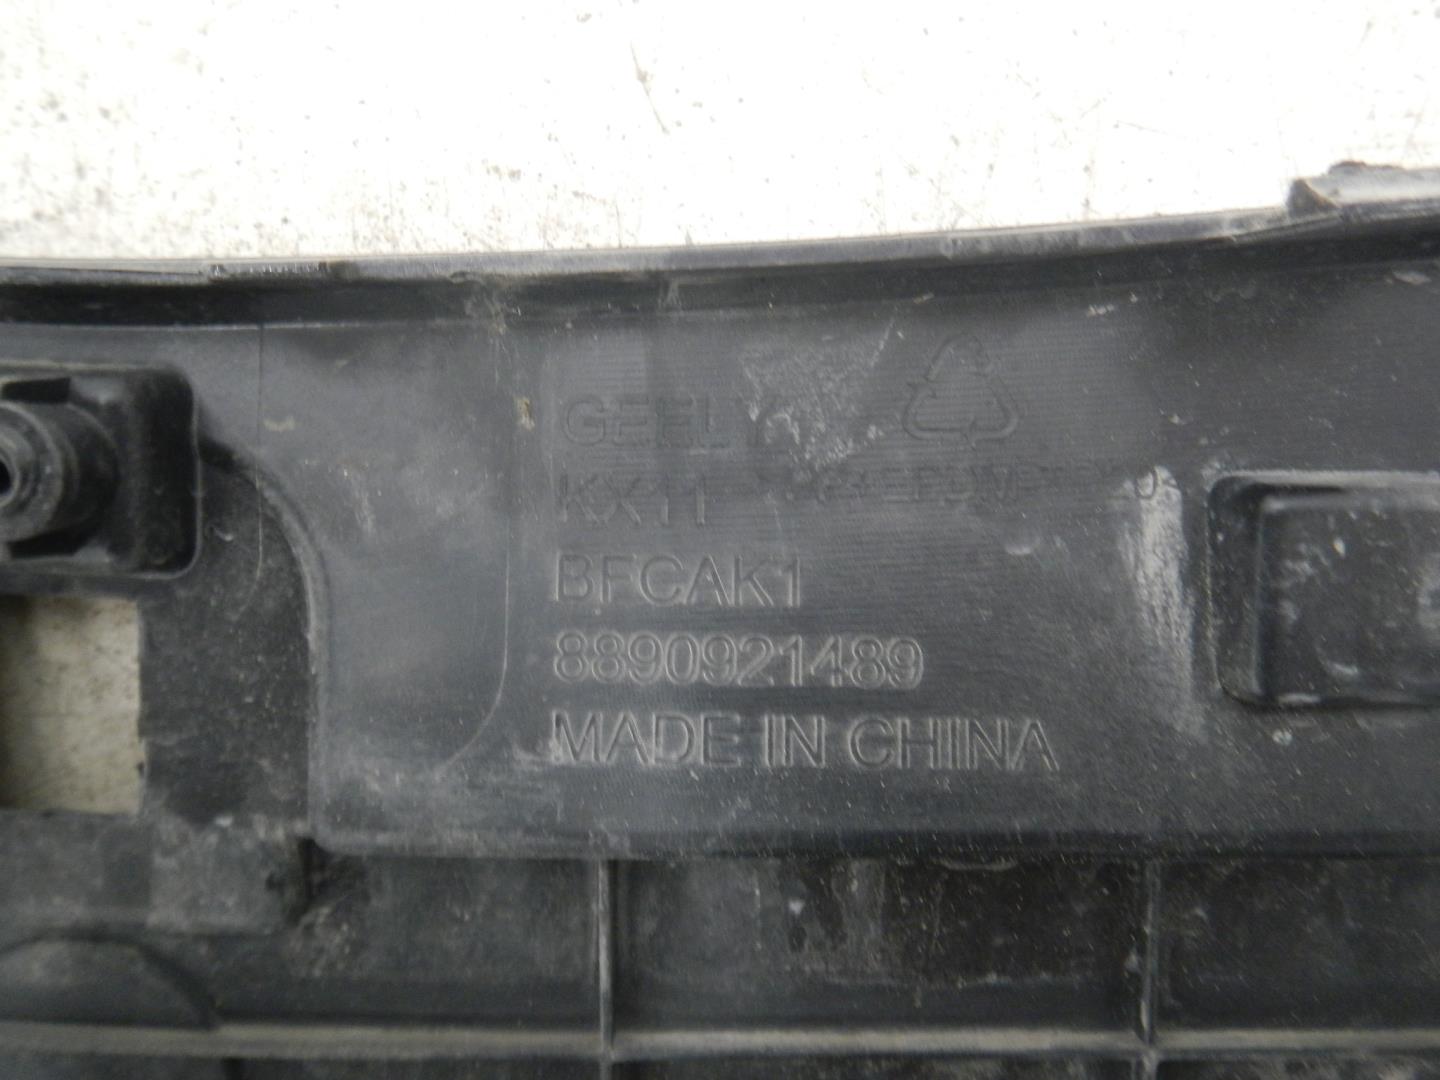 GEELY
KX11
BFCAK1
8890921489
MADE IN CHINA